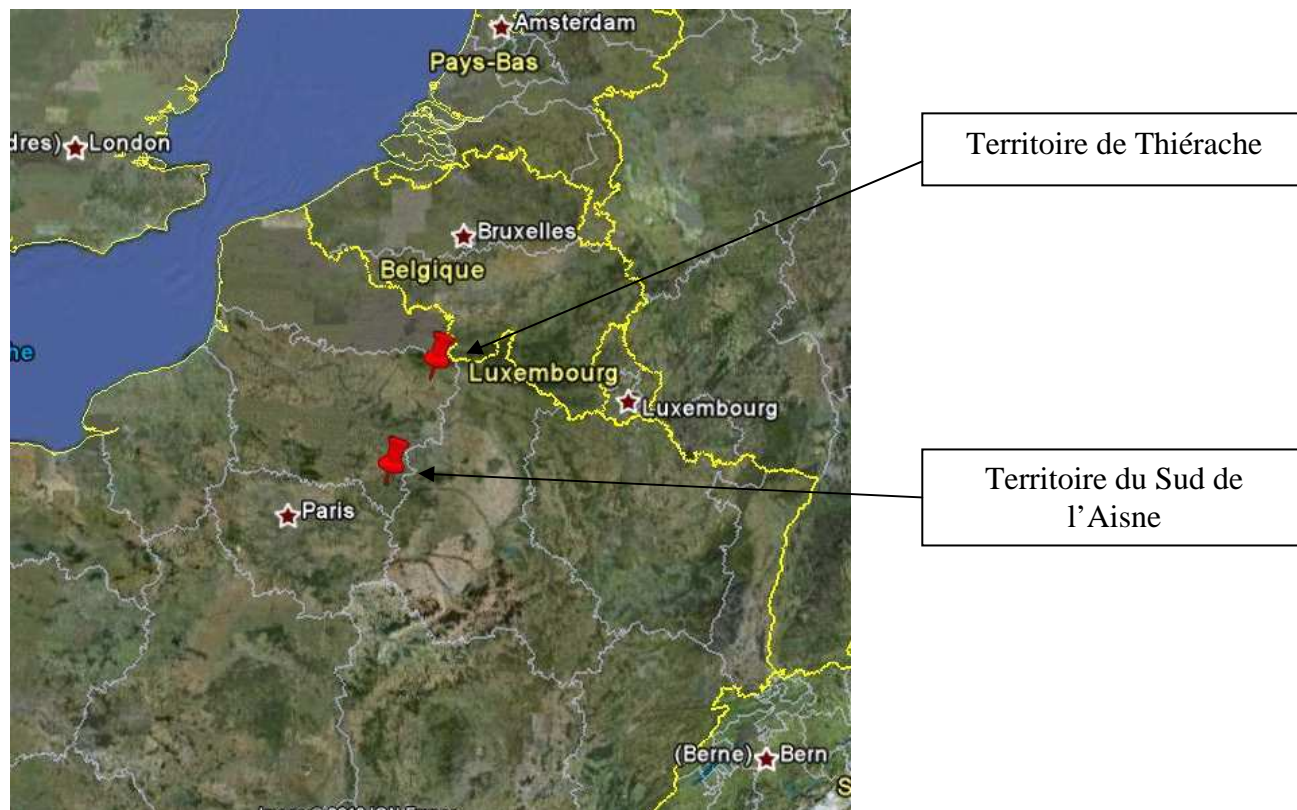 Amsterdam
Pays-Bas
dres) London
Territoire de Thiérache
Bruxelles
Belgique
ne
Luxembourg
Luxembourg
Territoire du Sud de
l'Aisne
Paris
(Berne) Bern
S